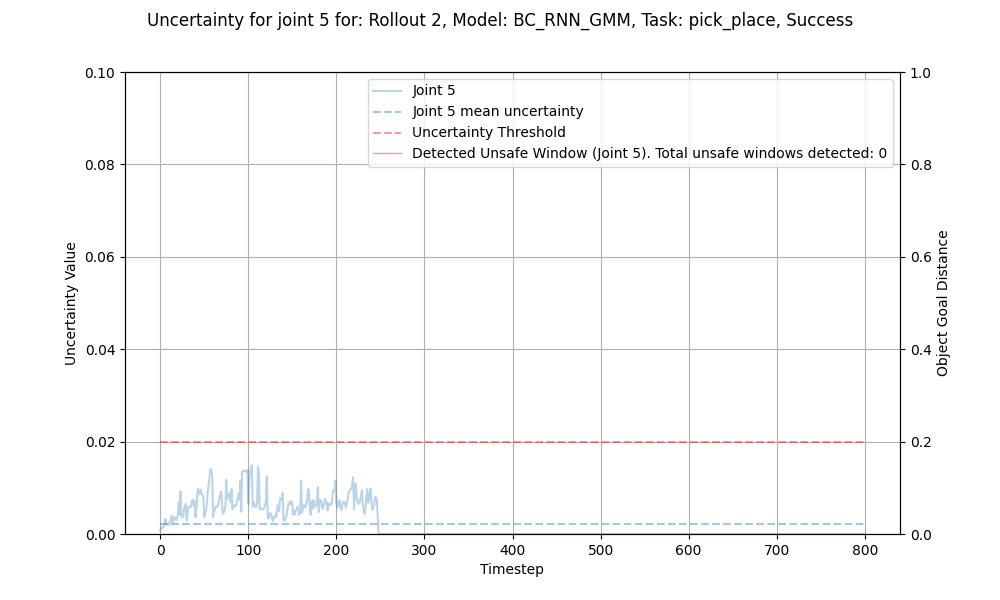 Uncertainty for joint 5 for: Rollout 2, Model: BC_RNN_GMM, Task: pick_place, Success
Joint 5
Joint 5 mean uncertainty
Uncertainty Threshold
Detected Unsafe Window (Joint 5). Total unsafe windows detected: 0
Uncertainty Value
0.10
0.08
0.06
0.04
0.02
0.00
0 100 200 300 400 500 600 700 800
Timestep
1.0
0.8
0.6
0.4
0.2
0.0
Object Goal Distance